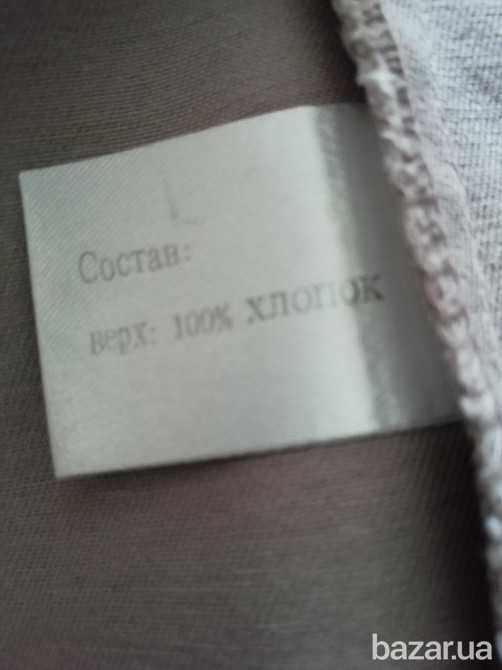 L
Состав:
верх: 100% хлопок
bazar.ua